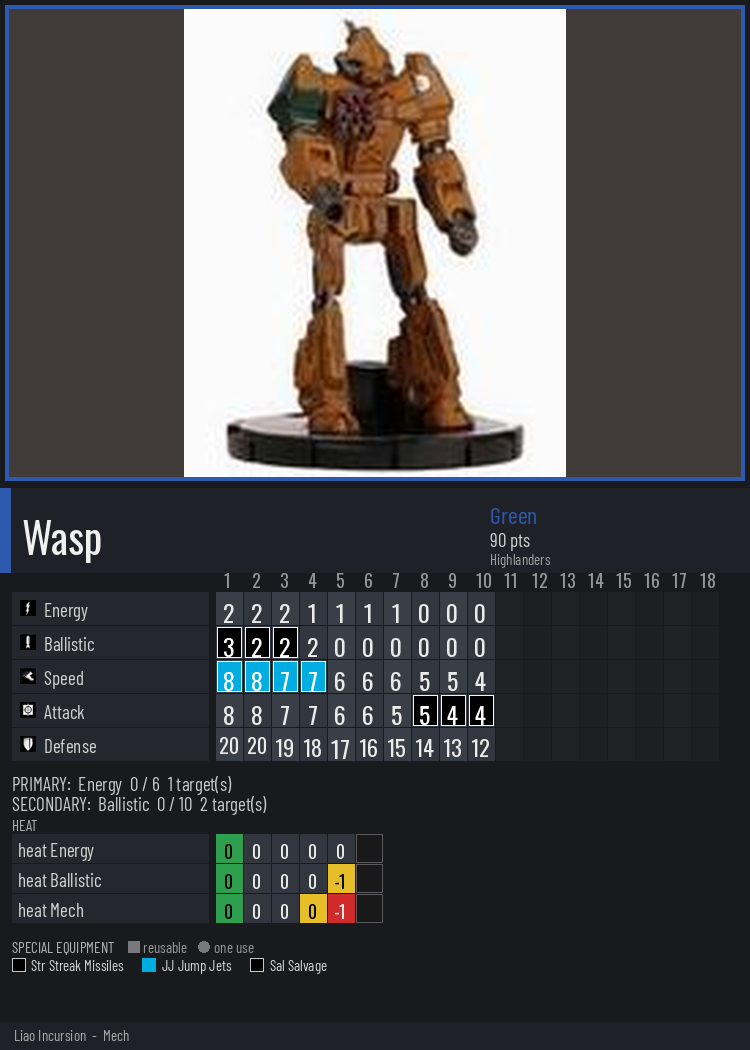 Wasp
Green
90 pts
Highlanders
1 2 3 4 5 6 7 8 9 10 11 12 13 14 15 16 17 18
Energy 2 2 2 1 1 1 1 0 0 0
Ballistic 3 2 2 2 0 0 0 0 0 0
Speed 8 8 7 7 6 6 6 5 5 4
Attack 8 8 7 7 6 6 5 5 4 4
Defense 20 20 19 18 17 16 15 14 13 12
PRIMARY: Energy 0 / 6 1 target(s)
SECONDARY: Ballistic 0 / 10 2 target(s)
HEAT
heat Energy 0 0 0 0 0
heat Ballistic 0 0 0 0 -1
heat Mech 0 0 0 0 -1
SPECIAL EQUIPMENT reusable one use
Str Streak Missiles JJ Jump Jets Sal Salvage
Liao Incursion - Mech